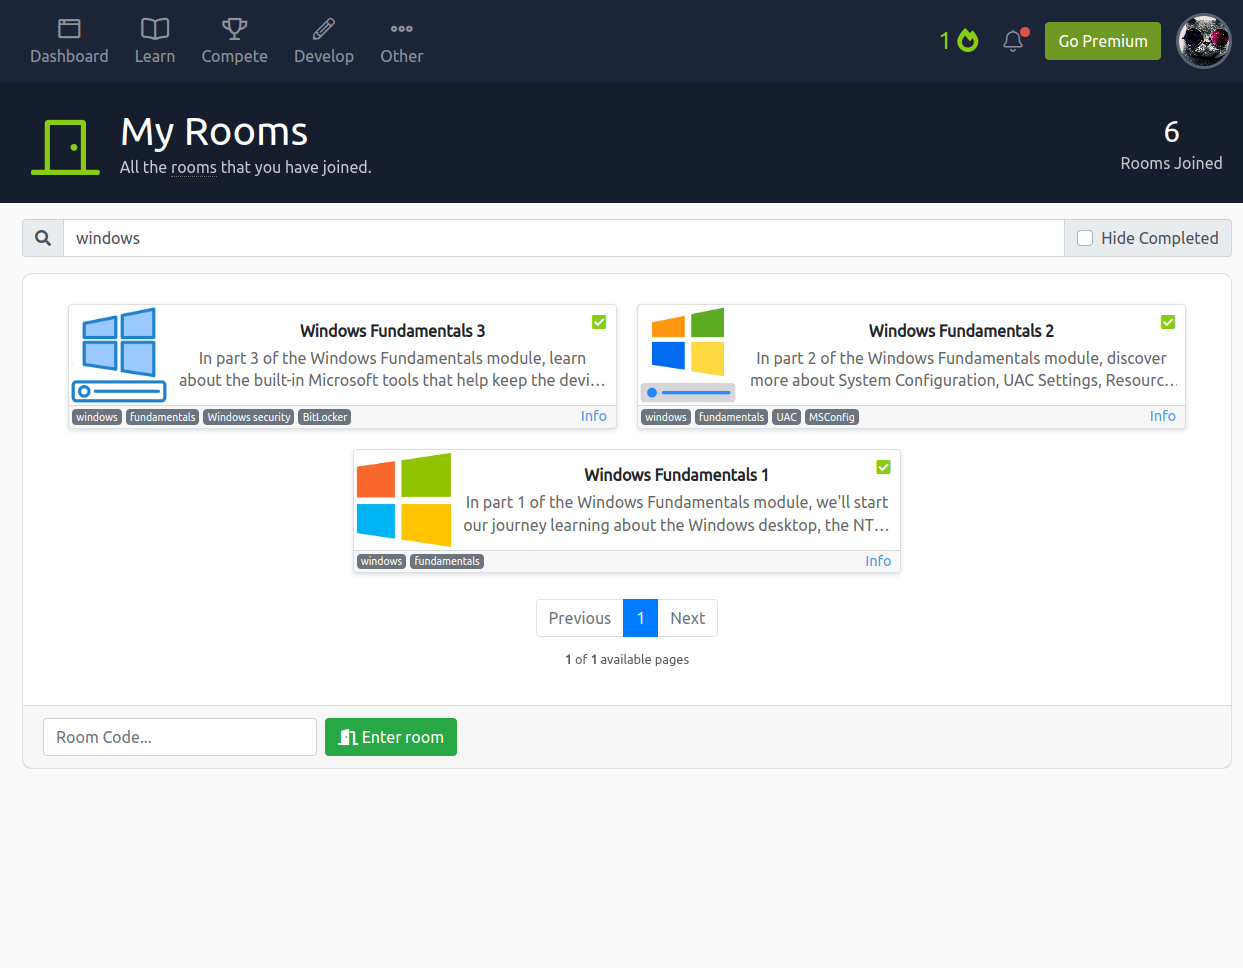 Dashboard
Learn
Compete
Develop
Other
1
Go Premium
My Rooms
All the rooms that you have joined.
6
Rooms Joined
windows
Hide Completed
Windows Fundamentals 3
In part 3 of the Windows Fundamentals module, learn
about the built-in Microsoft tools that help keep the devi...
windows
fundamentals
Windows security
BitLocker
Info
Windows Fundamentals 2
In part 2 of the Windows Fundamentals module, discover
more about System Configuration, UAC Settings, Resourc...
windows
fundamentals
UAC
MSConfig
Info
Windows Fundamentals 1
In part 1 of the Windows Fundamentals module, we'll start
our journey learning about the Windows desktop, the NT...
windows
fundamentals
Info
Previous
1
Next
1 of 1 available pages
Room Code...
Enter room